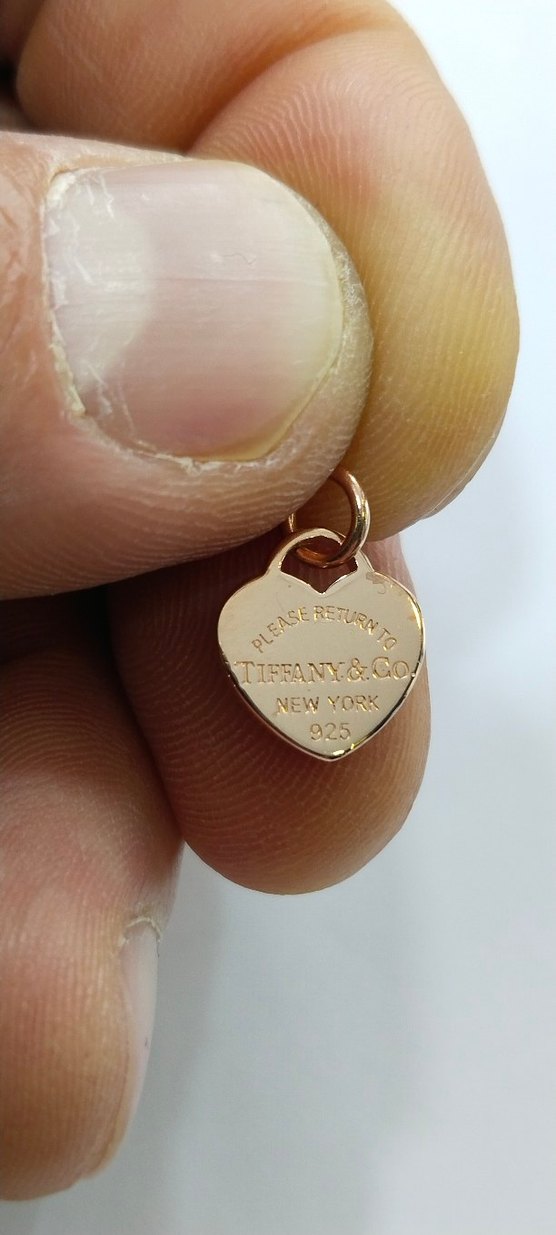 PLEASE RETURN TO
TIFFANY & CO.
NEW YORK
925